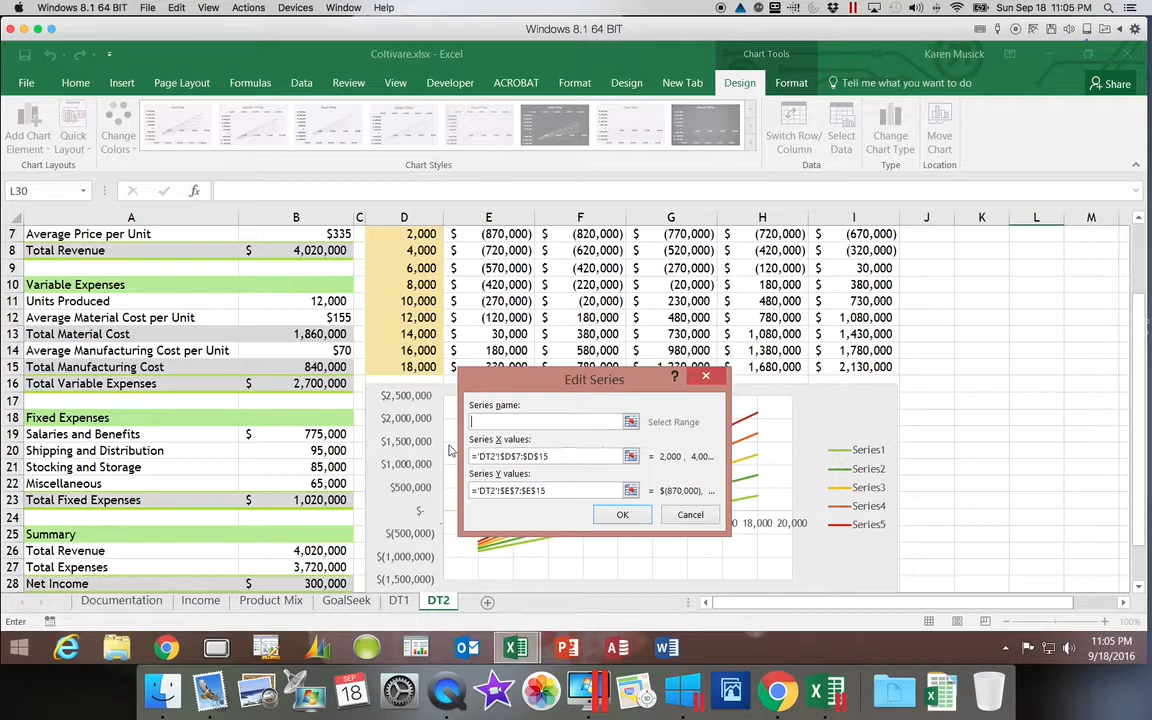 Windows 8.1 64 BIT File Edit View Actions Devices Window Help Sun Sep 18 11:05 PM
Windows 8.1 64 BIT
Coltivare.xlsx - Excel Chart Tools Karen Musick
File Home Insert Page Layout Formulas Data Review View Developer ACROBAT Format Design New Tab Design Format Tell me what you want to do Share
Add Chart Element Quick Layout Change Colors Switch Row/ Column Select Data Change Chart Type Move Chart
Chart Layouts Chart Styles Data Type Location
L30 fx
A B C D E F G H I J K L M
7 Average Price per Unit $335 2,000 $ (870,000) $ (820,000) $ (770,000) $ (720,000) $ (670,000)
8 Total Revenue $ 4,020,000 4,000 $ (720,000) $ (620,000) $ (520,000) $ (420,000) $ (320,000)
9 6,000 $ (570,000) $ (420,000) $ (270,000) $ (120,000) $ 30,000
10 Variable Expenses 8,000 $ (420,000) $ (220,000) $ (20,000) $ 180,000 $ 380,000
11 Units Produced 12,000 10,000 $ (270,000) $ (20,000) $ 230,000 $ 480,000 $ 730,000
12 Average Material Cost per Unit $155 12,000 $ (120,000) $ 180,000 $ 480,000 $ 780,000 $ 1,080,000
13 Total Material Cost 1,860,000 14,000 $ 30,000 $ 380,000 $ 730,000 $ 1,080,000 $ 1,430,000
14 Average Manufacturing Cost per Unit $70 16,000 $ 180,000 $ 580,000 $ 980,000 $ 1,380,000 $ 1,780,000
15 Total Manufacturing Cost 840,000 18,000 $ $ $ $ 1,680,000 $ 2,130,000
16 Total Variable Expenses $ 2,700,000
17
18 Fixed Expenses
19 Salaries and Benefits $ 775,000
20 Shipping and Distribution 95,000
21 Stocking and Storage 85,000
22 Miscellaneous 65,000
23 Total Fixed Expenses $ 1,020,000
24
25 Summary
26 Total Revenue 4,020,000
27 Total Expenses 3,720,000
28 Net Income $ 300,000
$2,500,000
$2,000,000
$1,500,000
$1,000,000
$500,000
$-
$(500,000)
$(1,000,000)
$(1,500,000)
18,000 20,000
Series1
Series2
Series3
Series4
Series5
Edit Series ?
Series name:
Select Range
Series X values:
='DT2'!$D$7:$D$15 = 2,000 , 4,00...
Series Y values:
='DT2'!$E$7:$E$15 = $(870,000), ...
OK Cancel
Documentation Income Product Mix GoalSeek DT1 DT2
Enter 100%
11:05 PM
9/18/2016
SEP
18